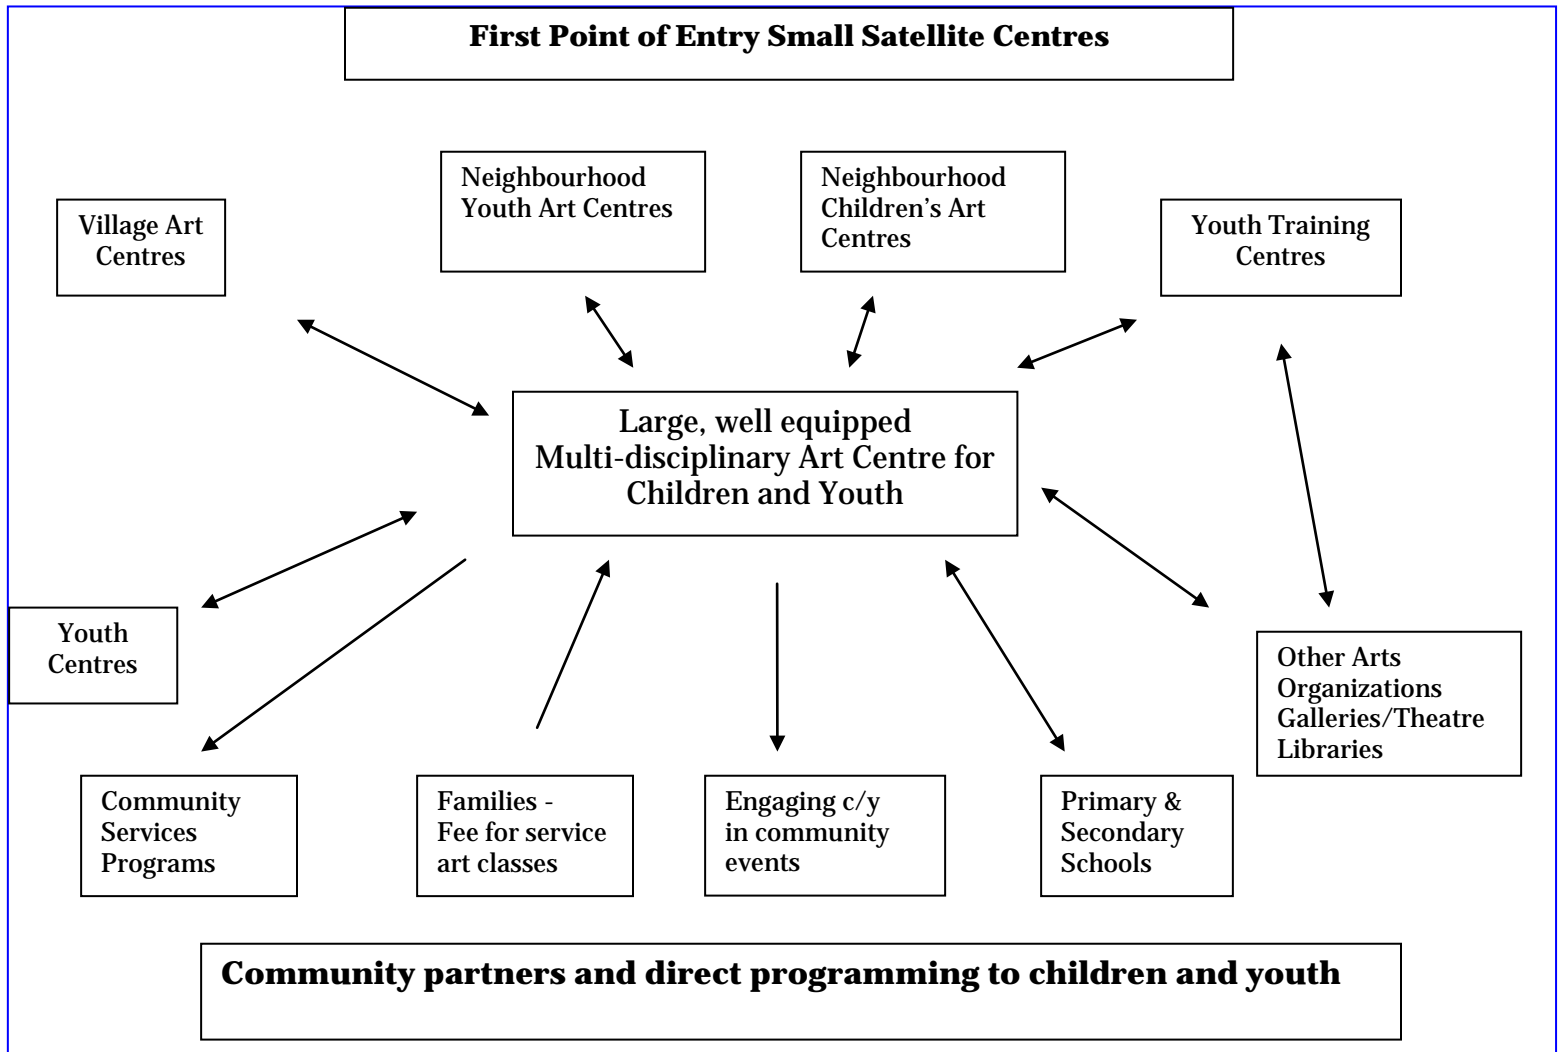 First Point of Entry Small Satellite Centres
Village Art
Centres
Neighbourhood
Youth Art Centres
Neighbourhood
Children’s Art
Centres
Youth Training
Centres
Large, well equipped
Multi-disciplinary Art Centre for
Children and Youth
Youth
Centres
Other Arts
Organizations
Galleries/Theatre
Libraries
Community
Services
Programs
Families -
Fee for service
art classes
Engaging c/y
in community
events
Primary &
Secondary
Schools
Community partners and direct programming to children and youth